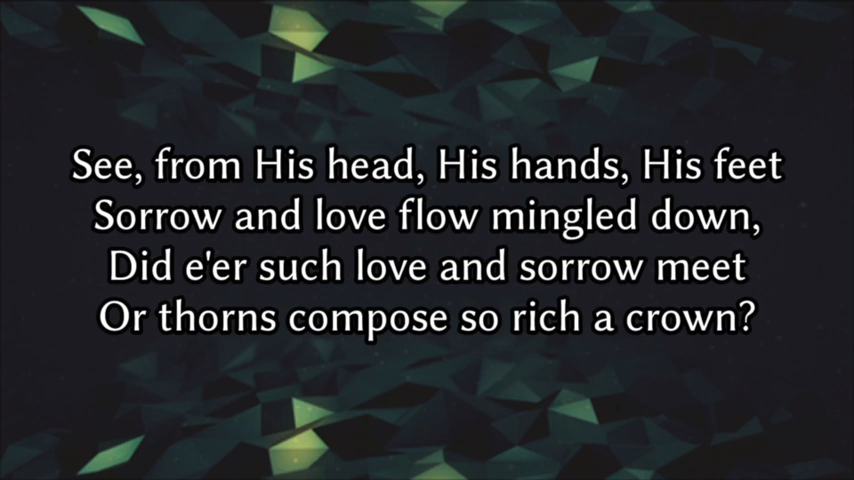 See, from His head, His hands, His feet
Sorrow and love flow mingled down,
Did e'er such love and sorrow meet
Or thorns compose so rich a crown?